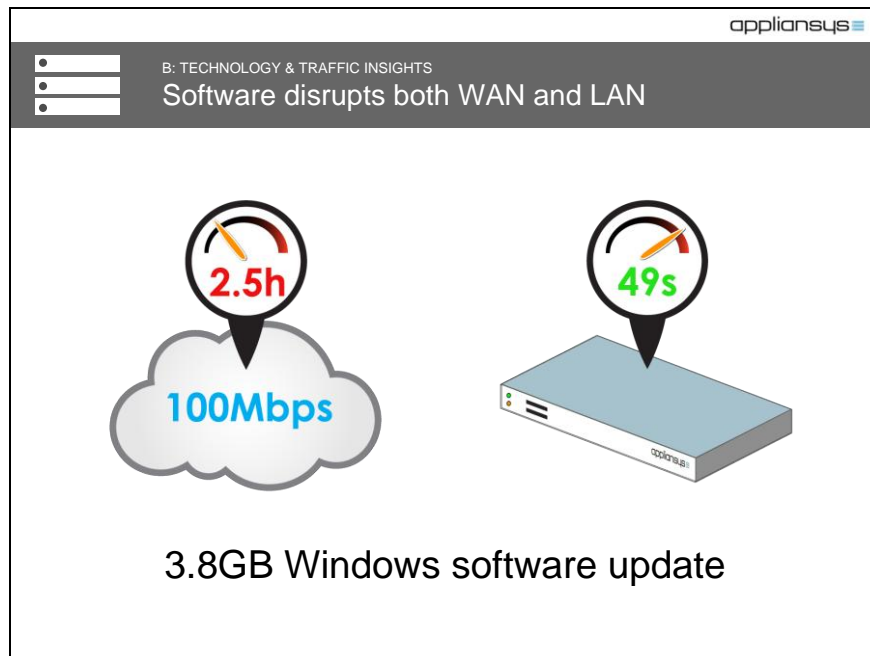 appliansys
B: TECHNOLOGY & TRAFFIC INSIGHTS
Software disrupts both WAN and LAN
2.5h
49s
100Mbps
appliansys
3.8GB Windows software update